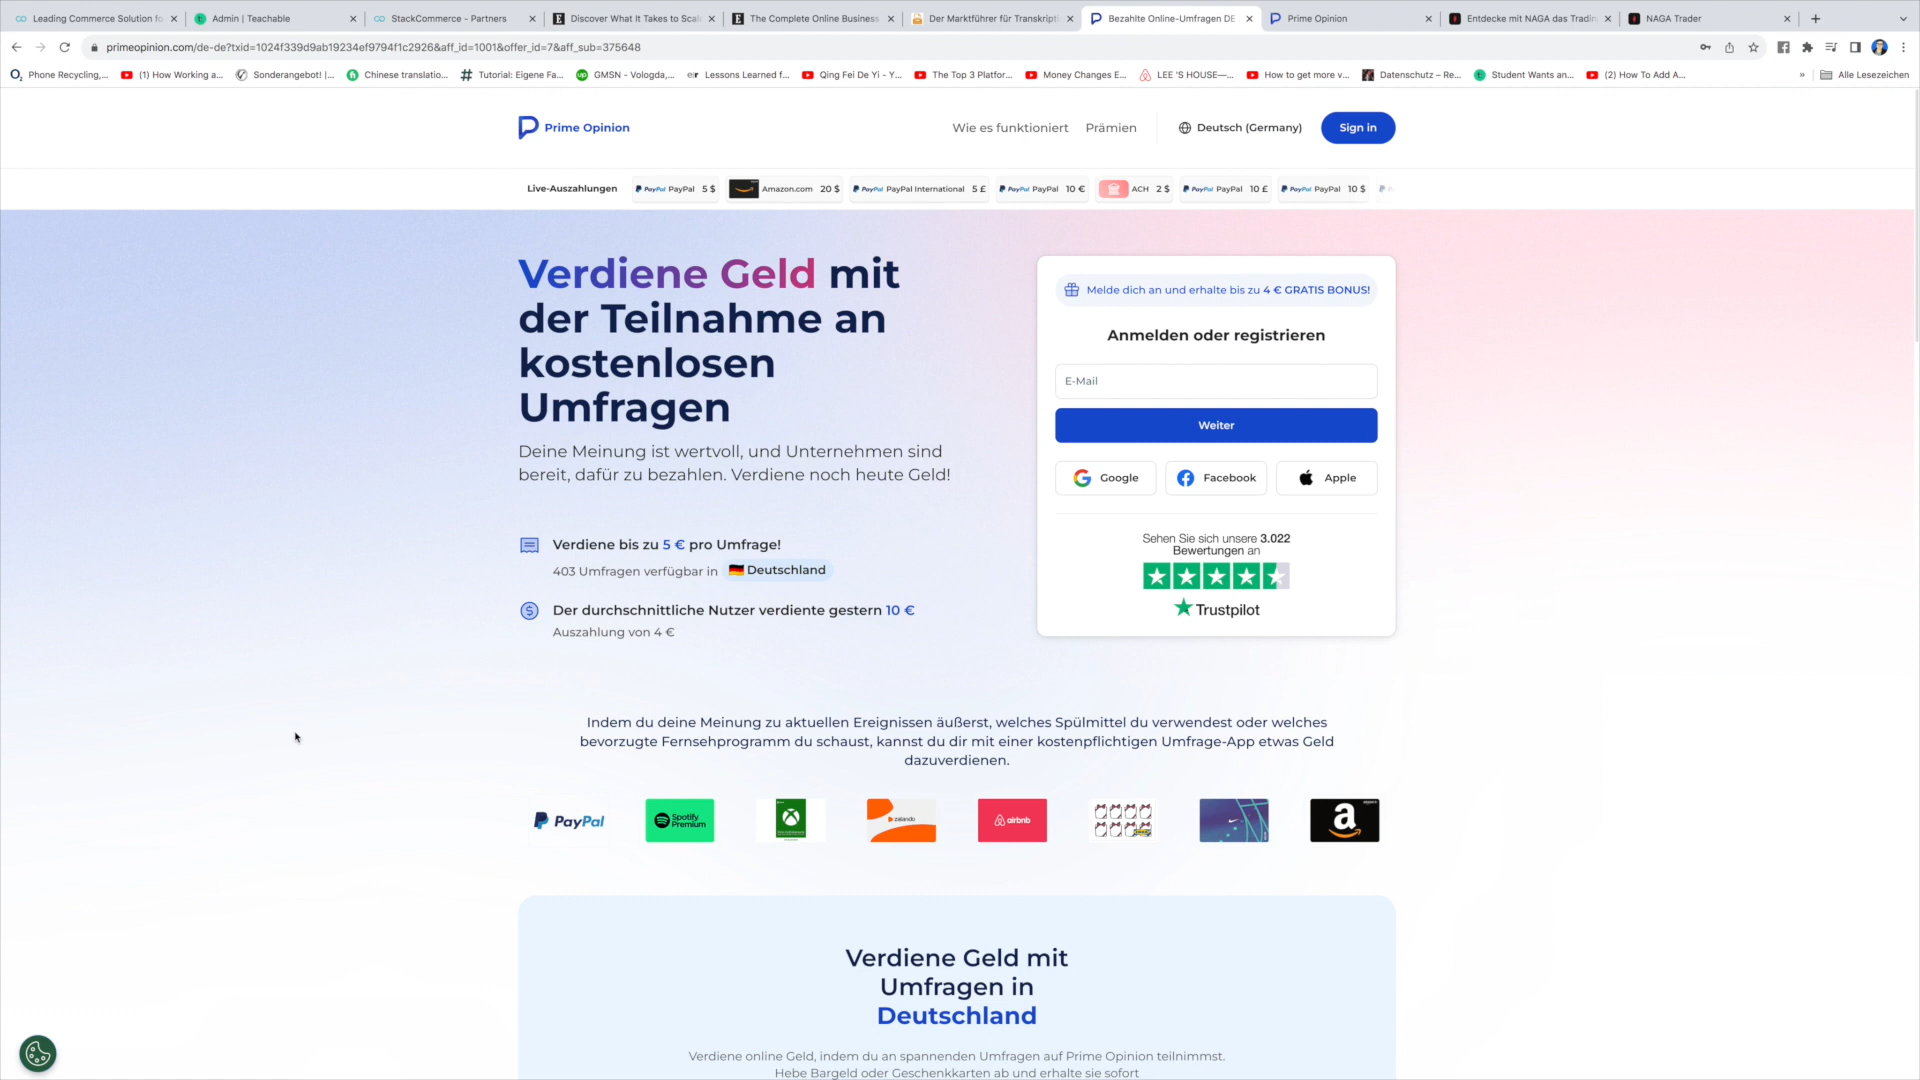 Leading Commerce Solution fo
Admin | Teachable
StackCommerce - Partners
Discover What It Takes to Scal
The Complete Online Business
Der Marktführer für Transkripti
Bezahlte Online-Umfragen DE
Prime Opinion
Entdecke mit NAGA das Tradin
NAGA Trader
primeopinion.com/de-de?txid=1024f339d9ab19234ef9794f1c2926&aff_id=1001&offer_id=7&aff_sub=375648
Phone Recycling,...
(1) How Working a...
Sonderangebot! |...
Chinese translatio...
Tutorial: Eigene Fa...
GMSN - Vologda,...
Lessons Learned f...
Qing Fei De Yi - Y...
The Top 3 Platfor...
Money Changes E...
LEE 'S HOUSE—...
How to get more v...
Datenschutz – Re...
Student Wants an...
(2) How To Add A...
»
Alle Lesezeichen
Prime Opinion
Wie es funktioniert
Prämien
Deutsch (Germany)
Sign in
Live-Auszahlungen
PayPal PayPal 5 $
Amazon.com 20 $
PayPal PayPal International 5 £
PayPal PayPal 10 €
ACH 2 $
PayPal PayPal 10 £
PayPal PayPal 10 $
Verdiene Geld mit
der Teilnahme an
kostenlosen
Umfragen
Deine Meinung ist wertvoll, und Unternehmen sind
bereit, dafür zu bezahlen. Verdiene noch heute Geld!
Verdiene bis zu 5 € pro Umfrage!
403 Umfragen verfügbar in Deutschland
Der durchschnittliche Nutzer verdiente gestern 10 €
Auszahlung von 4 €
Melde dich an und erhalte bis zu 4 € GRATIS BONUS!
Anmelden oder registrieren
E-Mail
Weiter
Google
Facebook
Apple
Sehen Sie sich unsere 3.022
Bewertungen an
Trustpilot
Indem du deine Meinung zu aktuellen Ereignissen äußerst, welches Spülmittel du verwendest oder welches
bevorzugte Fernsehprogramm du schaust, kannst du dir mit einer kostenpflichtigen Umfrage-App etwas Geld
dazuverdienen.
PayPal
Spotify
Premium
zalando
airbnb
a
Verdiene Geld mit
Umfragen in
Deutschland
Verdiene online Geld, indem du an spannenden Umfragen auf Prime Opinion teilnimmst.
Hebe Bargeld oder Geschenkkarten ab und erhalte sie sofort